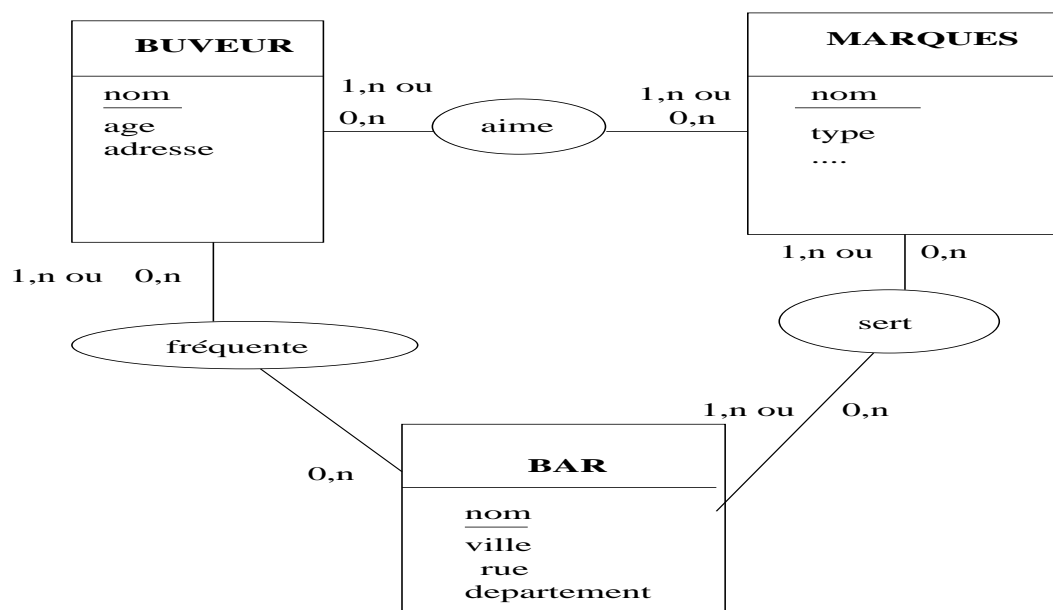 BUVEUR
nom
age
adresse
1,n ou
0,n
aime
1,n ou
0,n
MARQUES
nom
type
....
1,n ou 0,n
fréquente
1,n ou 0,n
sert
1,n ou 0,n
0,n
BAR
nom
ville
rue
departement